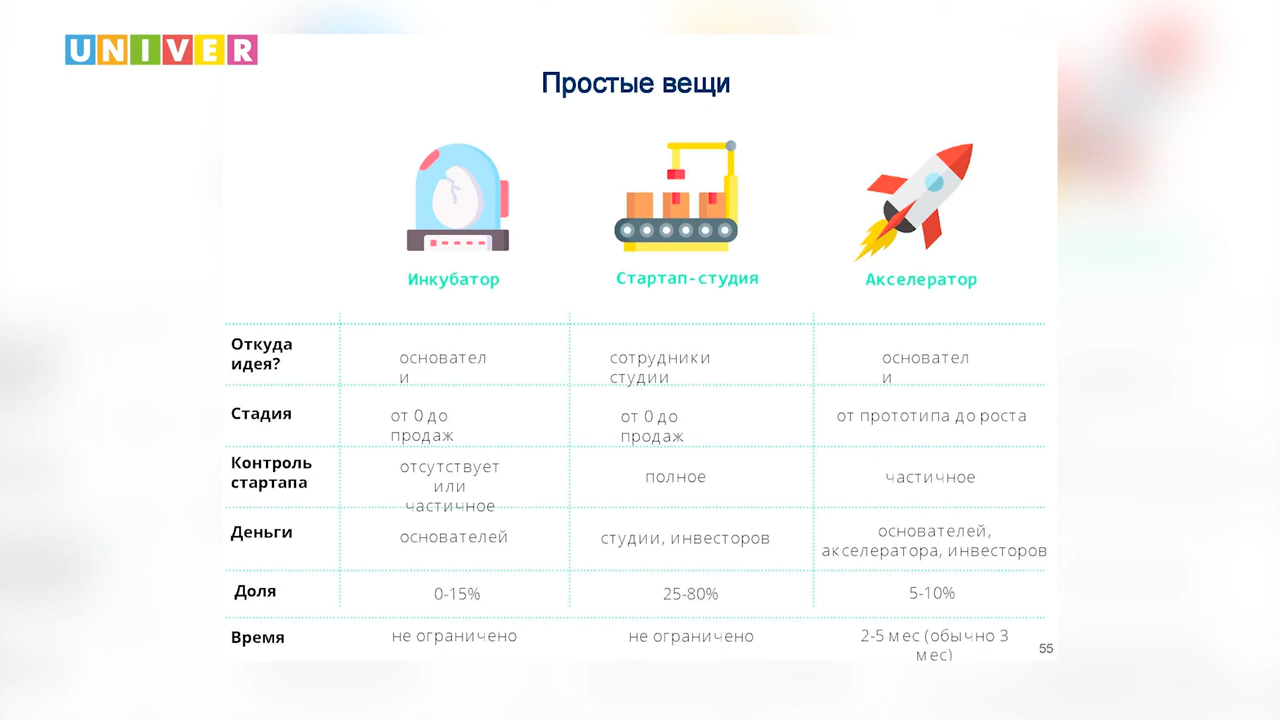 UNIVER
Простые вещи
Инкубатор
Стартап-студия
Акселератор
Откуда
идея?
основател
и
сотрудники
студии
основател
и
Стадия
от 0 до
продаж
от 0 до
продаж
от прототипа до роста
Контроль
стартапа
отсутствует
или
частичное
полное
частичное
Деньги
основателей
студии, инвесторов
основателей,
акселератора, инвесторов
Доля
0-15%
25-80%
5-10%
Время
не ограничено
не ограничено
2-5 мес (обычно 3
мес)
55